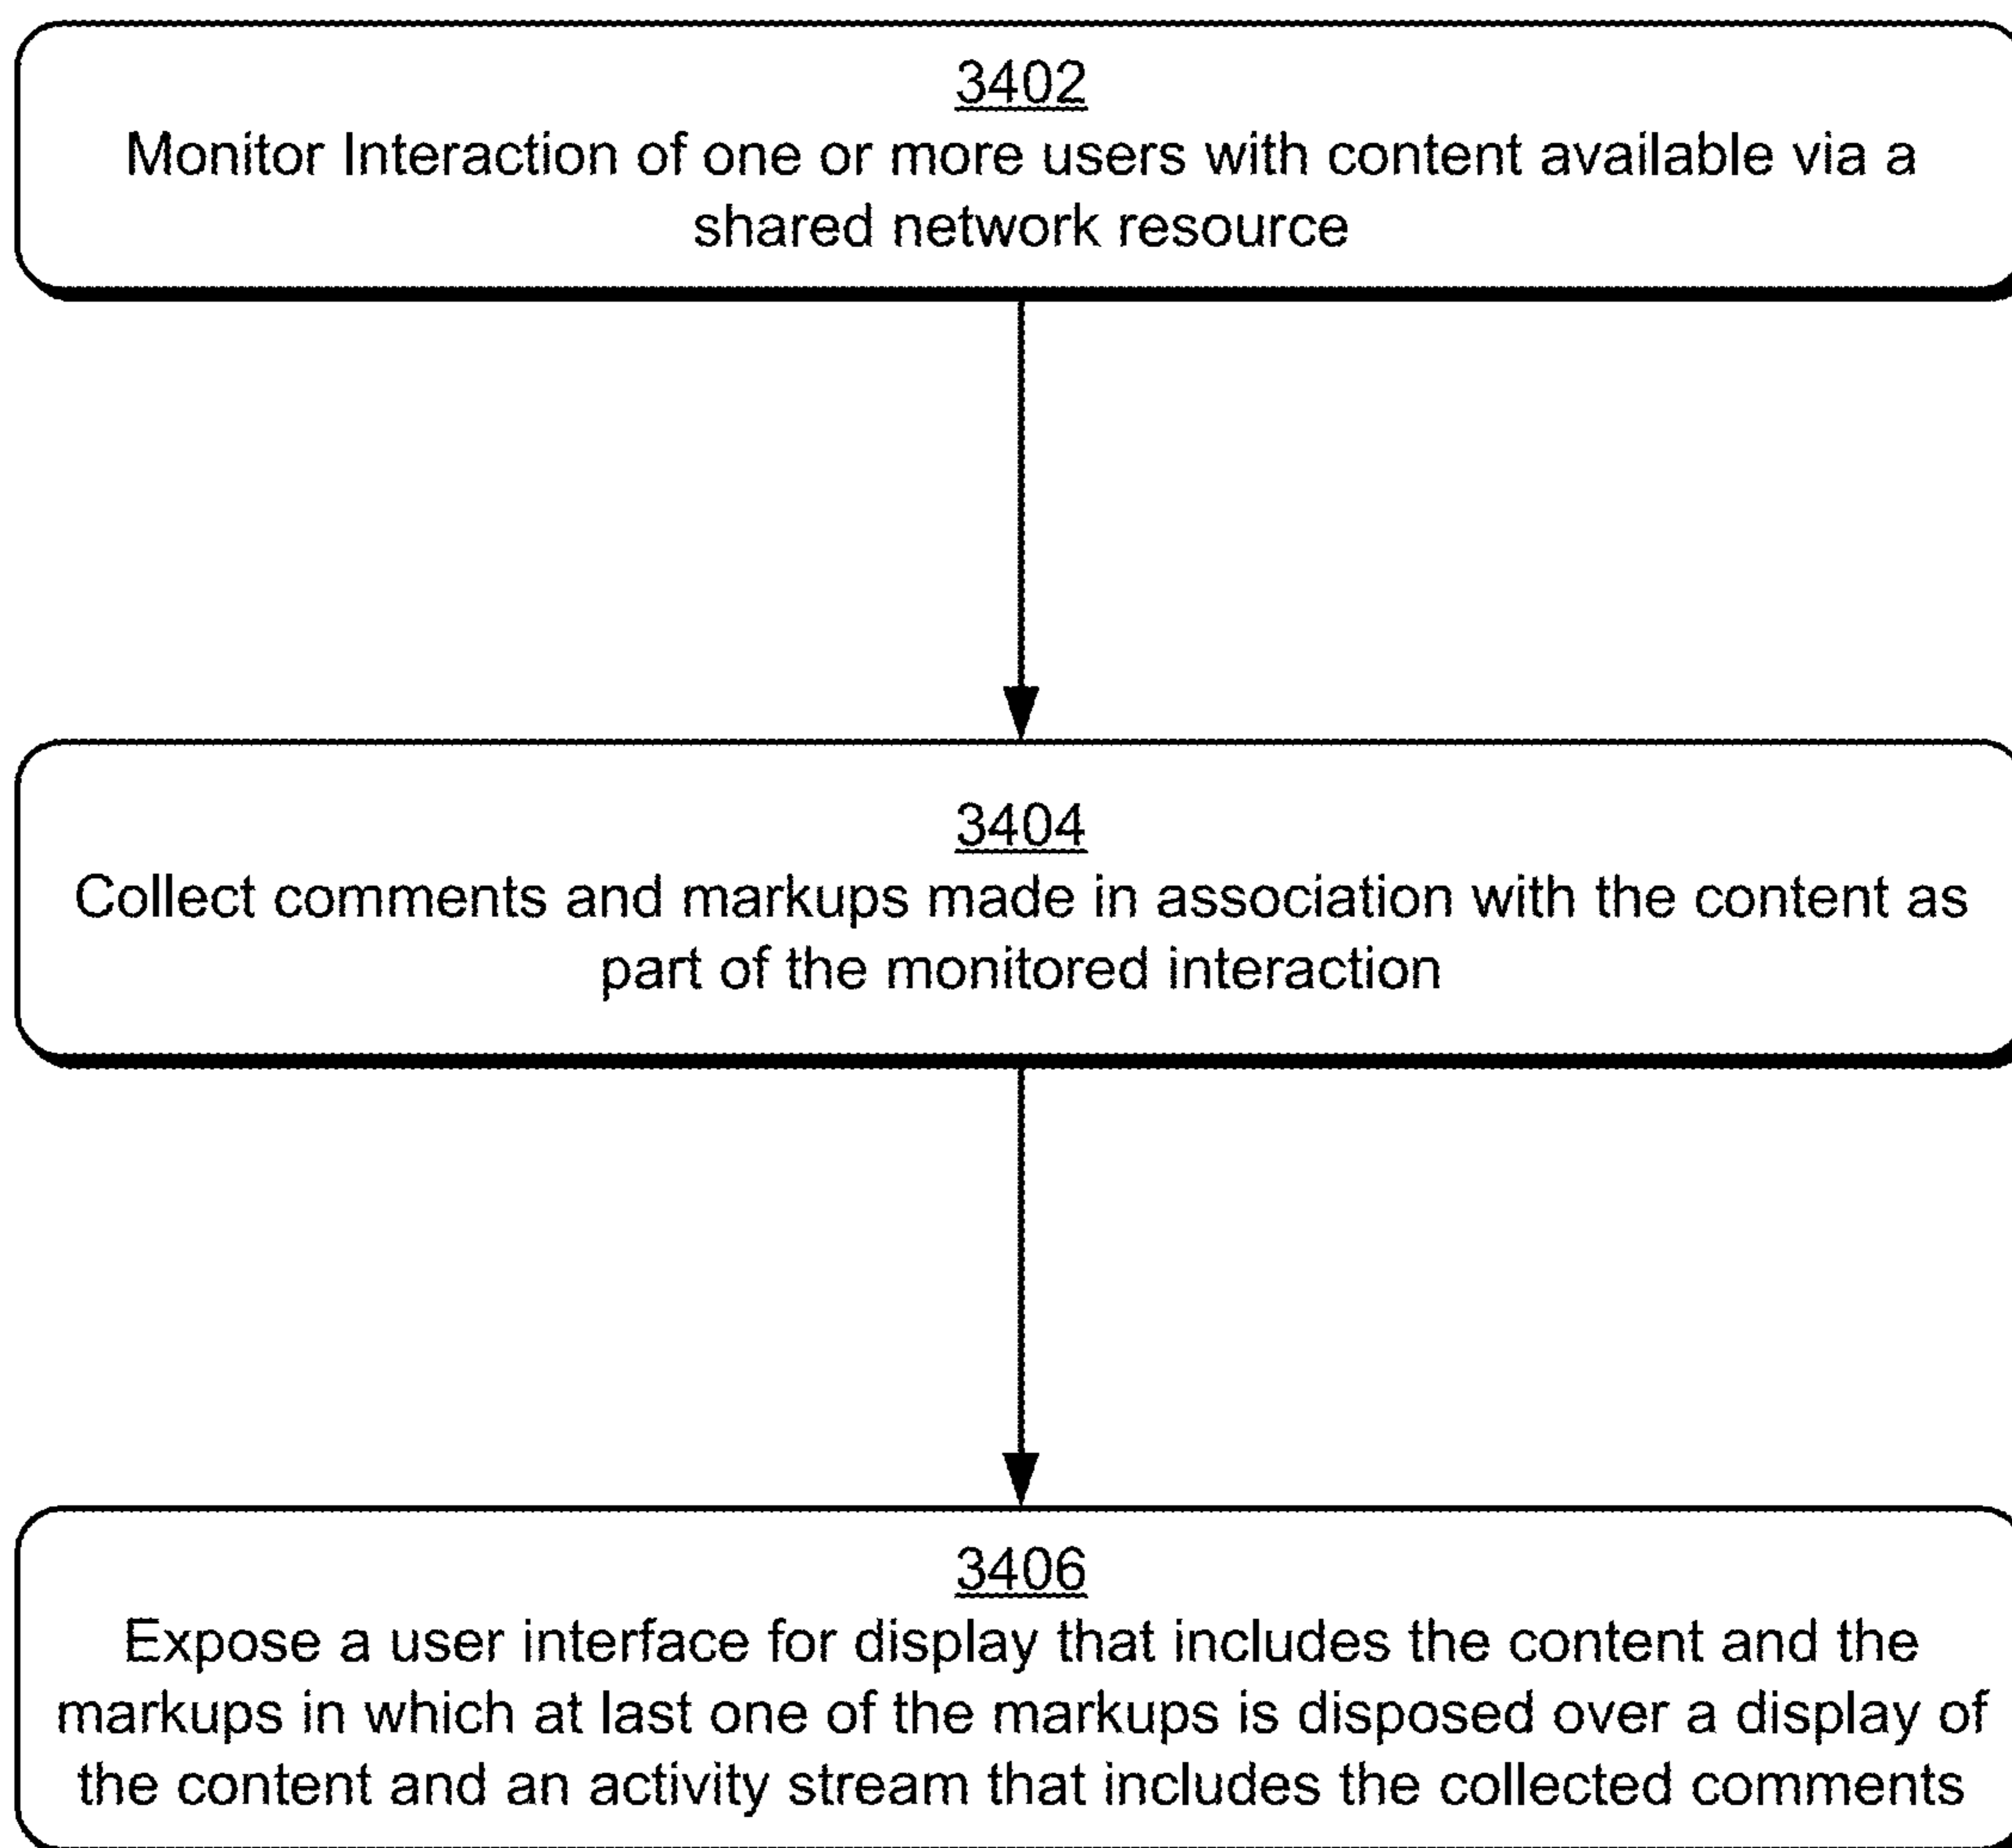 3402
Monitor Interaction of one or more users with content available via a
shared network resource
3404
Collect comments and markups made in association with the content as
part of the monitored interaction
3406
Expose a user interface for display that includes the content and the
markups in which at last one of the markups is disposed over a display of
the content and an activity stream that includes the collected comments